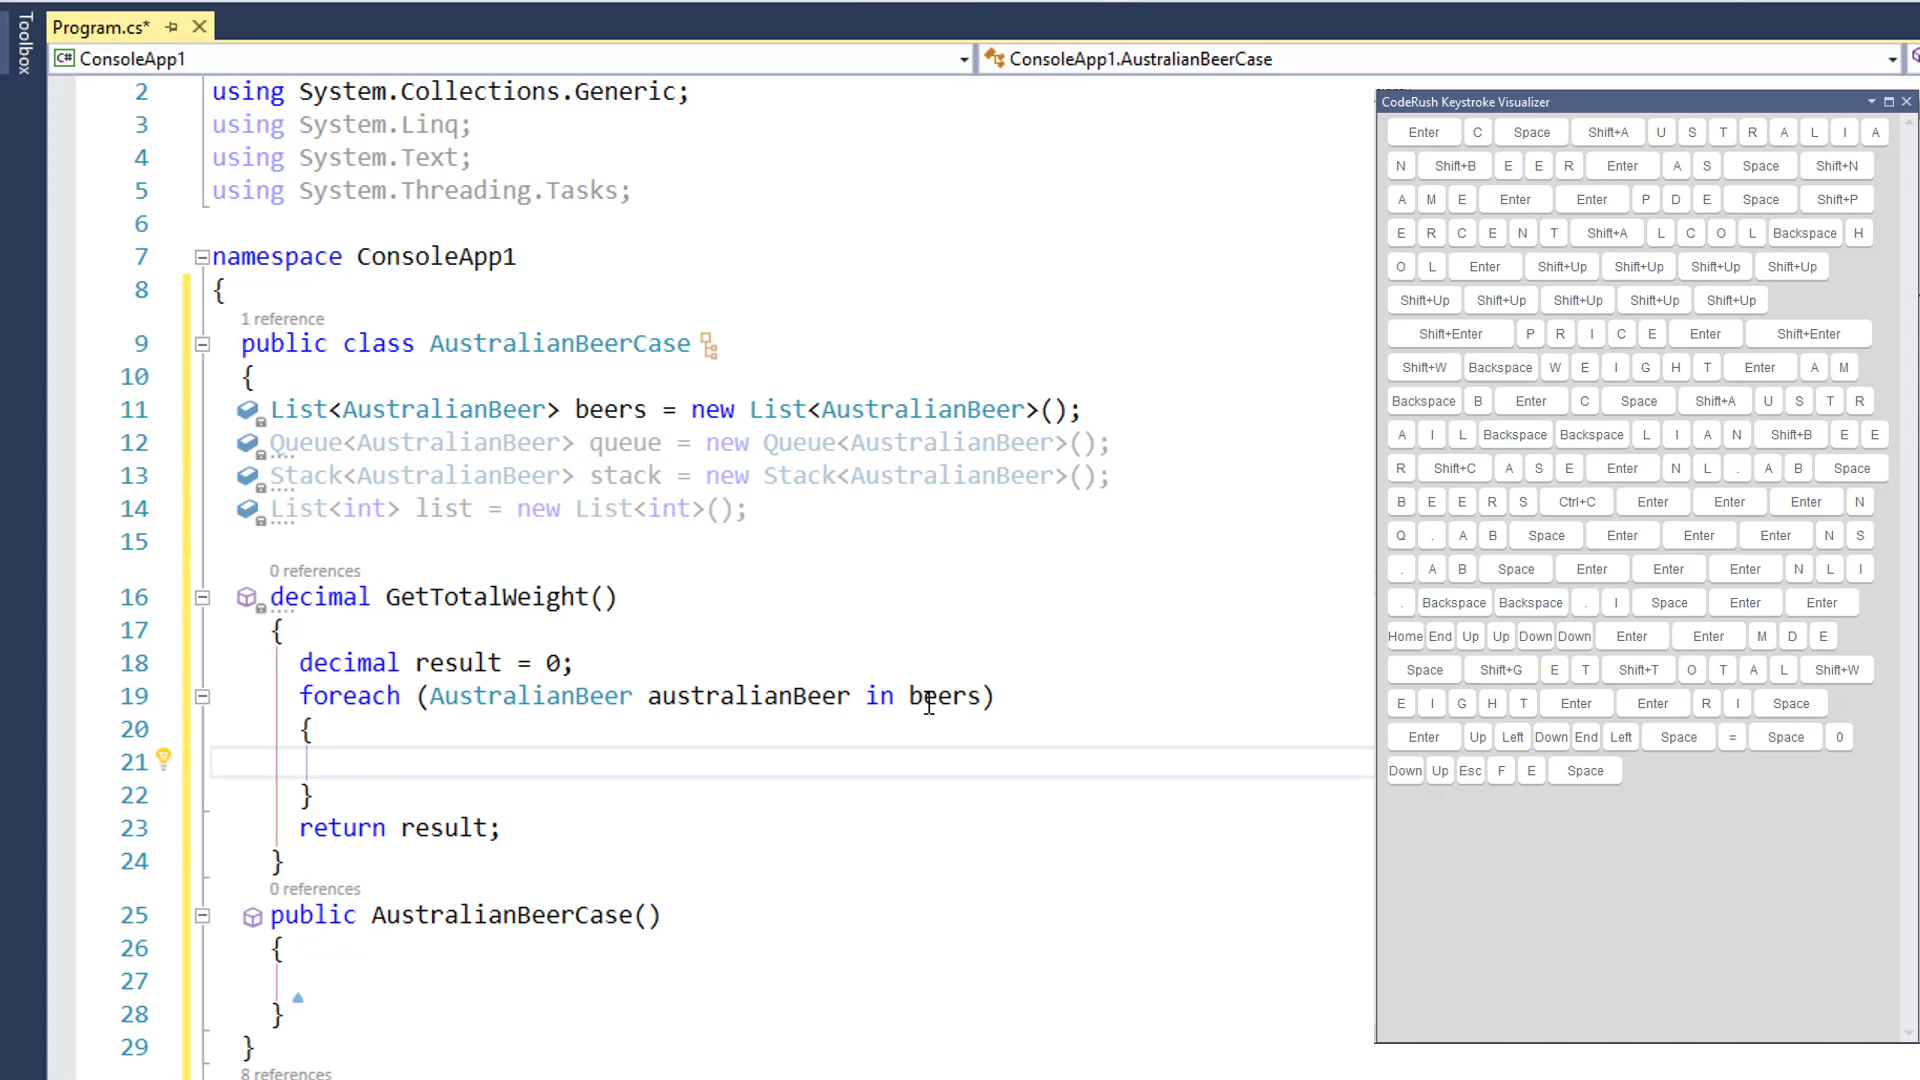 Toolbox
Program.cs*
ConsoleApp1
ConsoleApp1.AustralianBeerCase
2 using System.Collections.Generic;
3 using System.Linq;
4 using System.Text;
5 using System.Threading.Tasks;
6
7 namespace ConsoleApp1
8 {
1 reference
9 public class AustralianBeerCase
10 {
11 List<AustralianBeer> beers = new List<AustralianBeer>();
12 Queue<AustralianBeer> queue = new Queue<AustralianBeer>();
13 Stack<AustralianBeer> stack = new Stack<AustralianBeer>();
14 List<int> list = new List<int>();
15
0 references
16 decimal GetTotalWeight()
17 {
18 decimal result = 0;
19 foreach (AustralianBeer australianBeer in beers)
20 {
21
22 }
23 return result;
24 }
0 references
25 public AustralianBeerCase()
26 {
27
28 }
29 }
8 references
CodeRush Keystroke Visualizer
Enter C Space Shift+A U S T R A L I A
N Shift+B E E R Enter A S Space Shift+N
A M E Enter Enter P D E Space Shift+P
E R C E N T Shift+A L C O L Backspace H
O L Enter Shift+Up Shift+Up Shift+Up Shift+Up
Shift+Up Shift+Up Shift+Up Shift+Up Shift+Up
Shift+Enter P R I C E Enter Shift+Enter
Shift+W Backspace W E I G H T Enter A M
Backspace B Enter C Space Shift+A U S T R
A I L Backspace Backspace L I A N Shift+B E E
R Shift+C A S E Enter N L . A B Space
B E E R S Ctrl+C Enter Enter Enter N
Q . A B Space Enter Enter Enter N S
. A B Space Enter Enter Enter N L I
. Backspace Backspace . I Space Enter Enter
Home End Up Up Down Down Enter Enter M D E
Space Shift+G E T Shift+T O T A L Shift+W
E I G H T Enter Enter R I Space
Enter Up Left Down End Left Space = Space 0
Down Up Esc F E Space